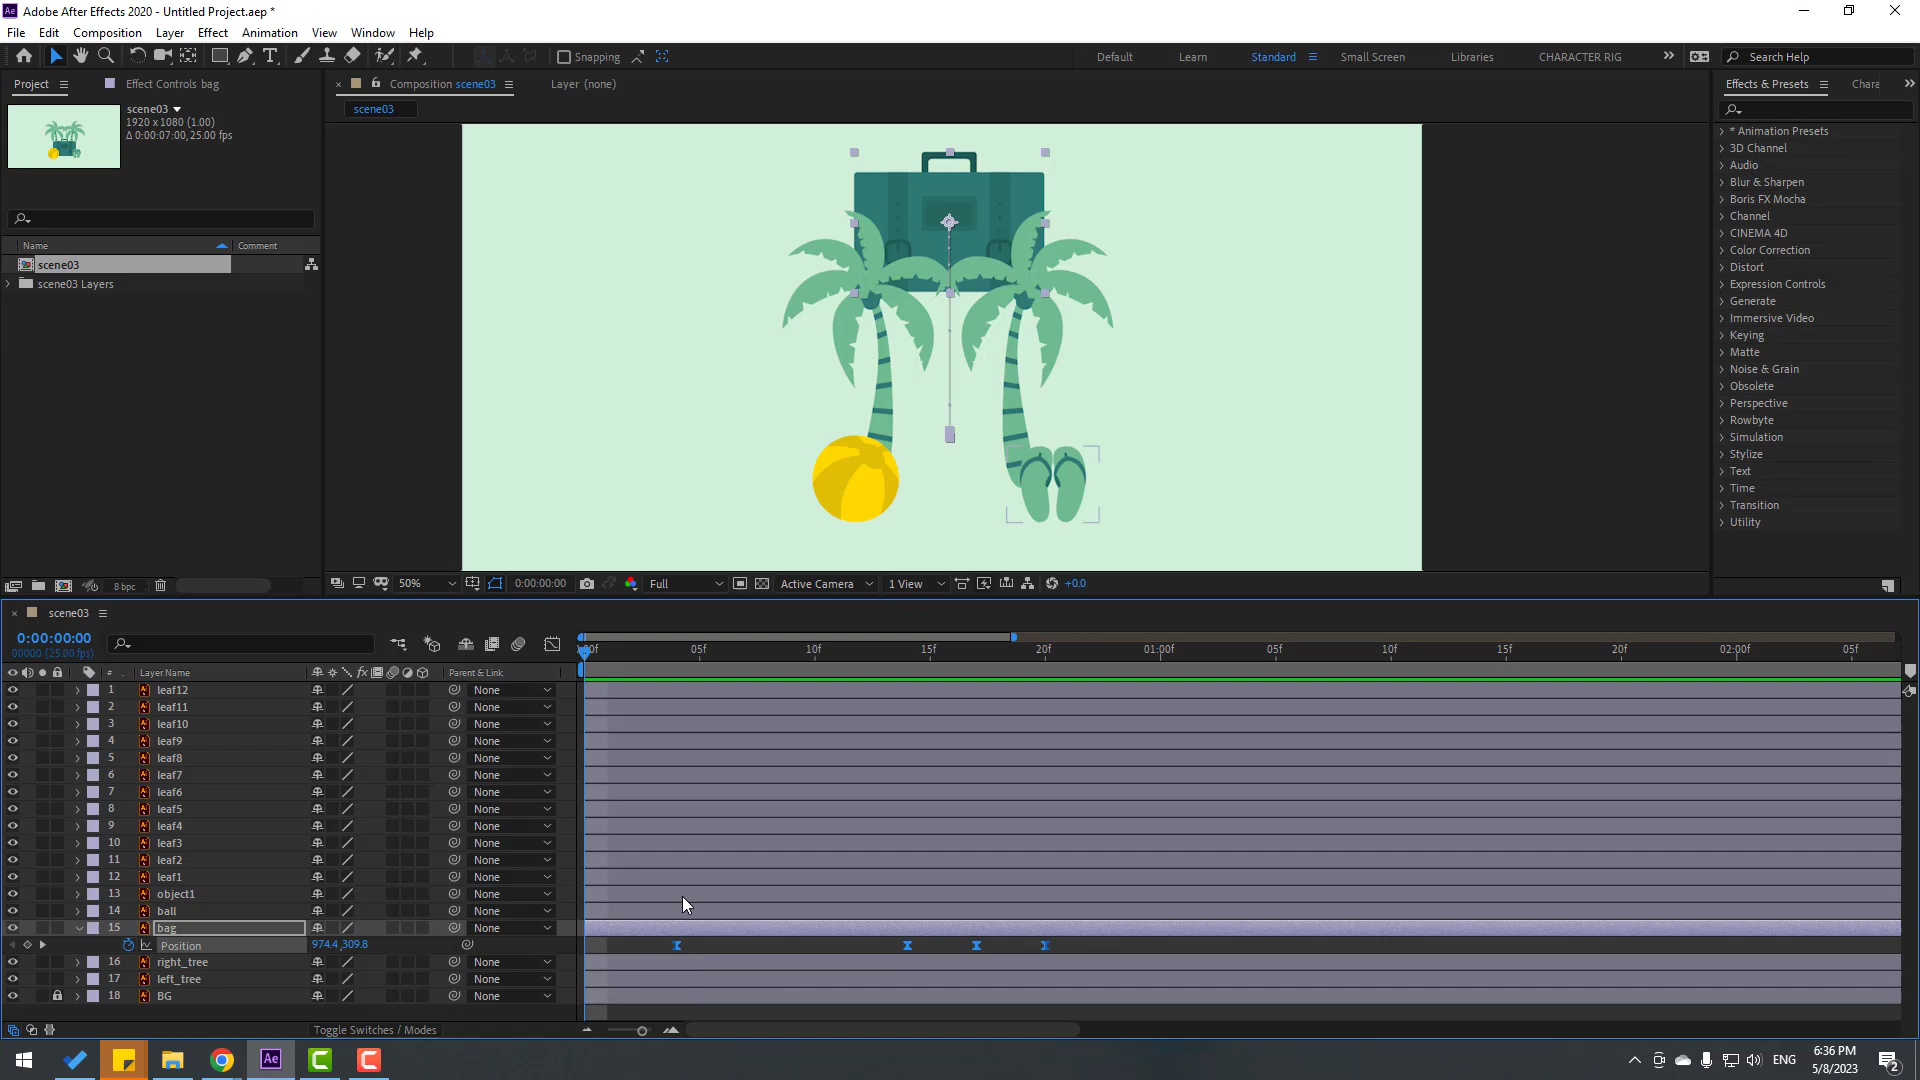 Adobe After Effects 2020 - Untitled Project.aep *
File Edit Composition Layer Effect Animation View Window Help
Snapping Default Learn Standard Small Screen Libraries CHARACTER RIG Search Help
Project Effect Controls bag Composition scene03 Layer (none) Effects & Presets Chara
scene03
1920 x 1080 (1.00)
Δ 0:00:07:00, 25.00 fps
scene03
Name Comment
scene03
scene03 Layers
* Animation Presets
3D Channel
Audio
Blur & Sharpen
Boris FX Mocha
Channel
CINEMA 4D
Color Correction
Distort
Expression Controls
Generate
Immersive Video
Keying
Matte
Noise & Grain
Obsolete
Perspective
Rowbyte
Simulation
Stylize
Text
Time
Transition
Utility
8 bpc
50% 0:00:00:00 Full Active Camera 1 View +0.0
scene03
0:00:00:00
00000 (25.00 fps)
:00f 05f 10f 15f 20f 01:00f 05f 10f 15f 20f 02:00f 05f
# Layer Name Parent & Link
1 leaf12 None
2 leaf11 None
3 leaf10 None
4 leaf9 None
5 leaf8 None
6 leaf7 None
7 leaf6 None
8 leaf5 None
9 leaf4 None
10 leaf3 None
11 leaf2 None
12 leaf1 None
13 object1 None
14 ball None
15 bag None
Position 974.4,309.8
16 right_tree None
17 left_tree None
18 BG None
Toggle Switches / Modes
ENG
6:36 PM
5/8/2023
2